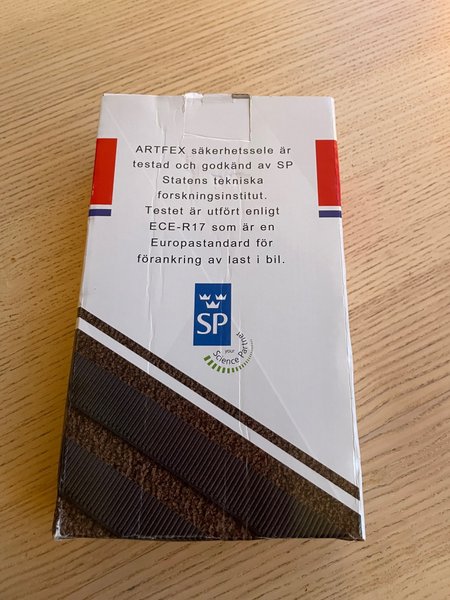 ARTFEX säkerhetssele är
testad och godkänd av SP
Statens tekniska
forskningsinstitut.
Testet är utfört enligt
ECE-R17 som är en
Europastandard för
förankring av last i bil.
SP
your
Science Partner